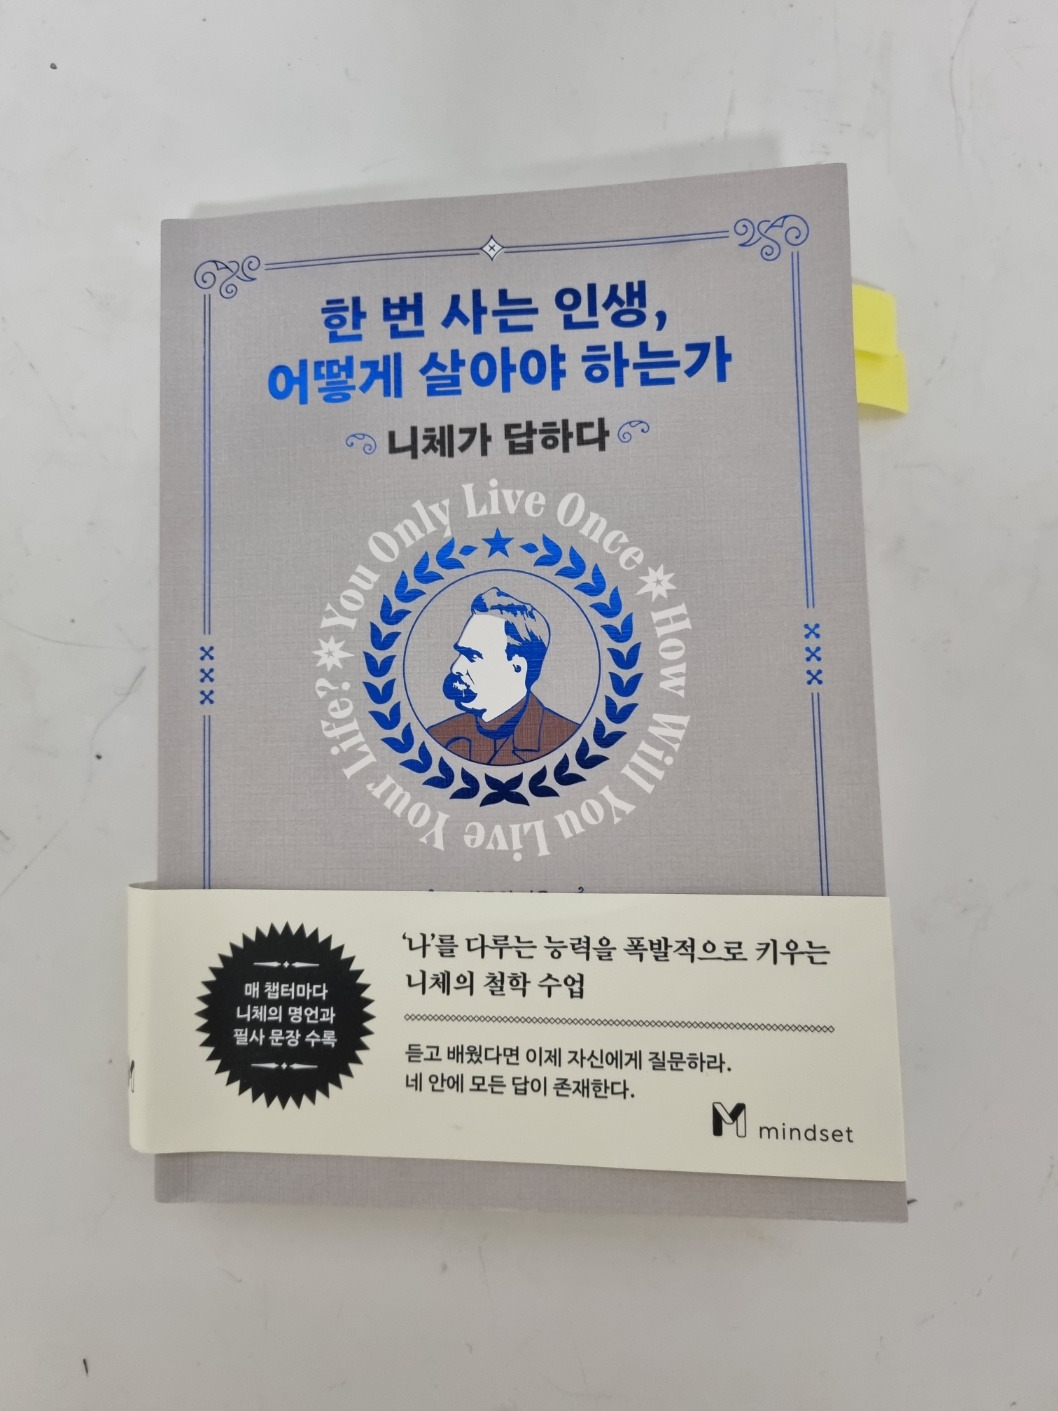 한 번 사는 인생,
어떻게 살아야 하는가
니체가 답하다
You Only Live Once
How Will You Live Your Life?
매 챕터마다
니체의 명언과
필사 문장 수록
‘나’를 다루는 능력을 폭발적으로 키우는
니체의 철학 수업
듣고 배웠다면 이제 자신에게 질문하라.
네 안에 모든 답이 존재한다.
M mindset